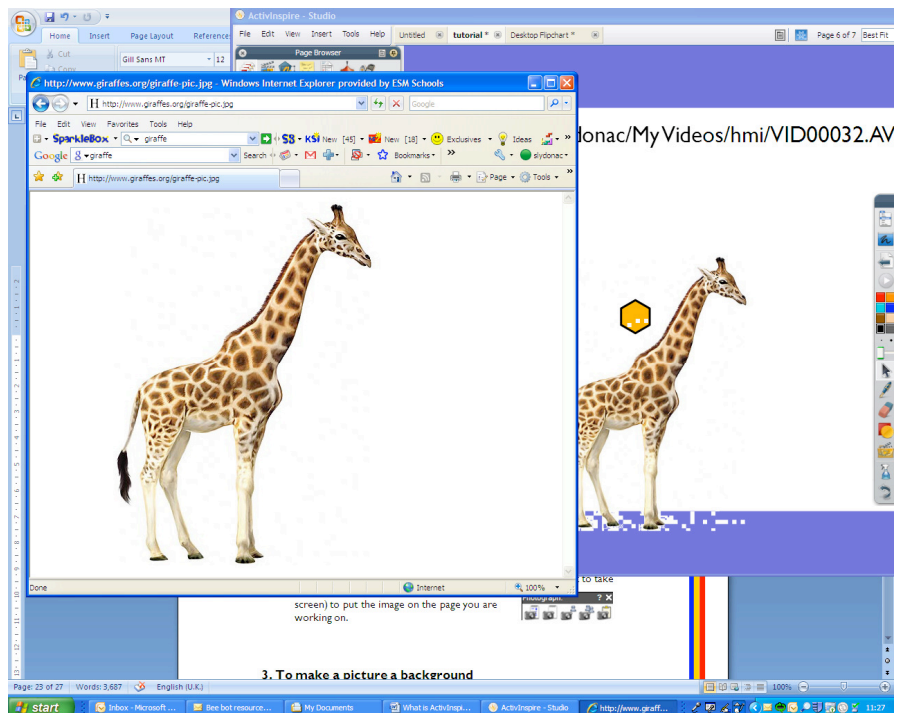 ActivInspire - Studio
Home Insert Page Layout References
File Edit View Insert Tools Help Untitled tutorial * Desktop Flipchart * Page 6 of 7 Best Fit
Cut
Copy
Gill Sans MT 12
Page Browser
http://www.giraffes.org/giraffe-pic.jpg - Windows Internet Explorer provided by ESM Schools
http://www.giraffes.org/giraffe-pic.jpg Google
File Edit View Favorites Tools Help
SparkleBox giraffe S8 KSI New [45] New [18] Exclusives Ideas
donac/My Videos/hmi/VID00032.AV
Google giraffe Search Bookmarks slydonac
http://www.giraffes.org/giraffe-pic.jpg Page Tools
Done Internet 100%
to take
screen) to put the image on the page you are
working on.
3. To make a picture a background
Page: 23 of 27 Words: 3,687 English (U.K.) 100%
start Inbox - Microsoft ... Bee bot resource... My Documents What is ActivInspi... ActivInspire - Studio http://www.giraff... 11:27